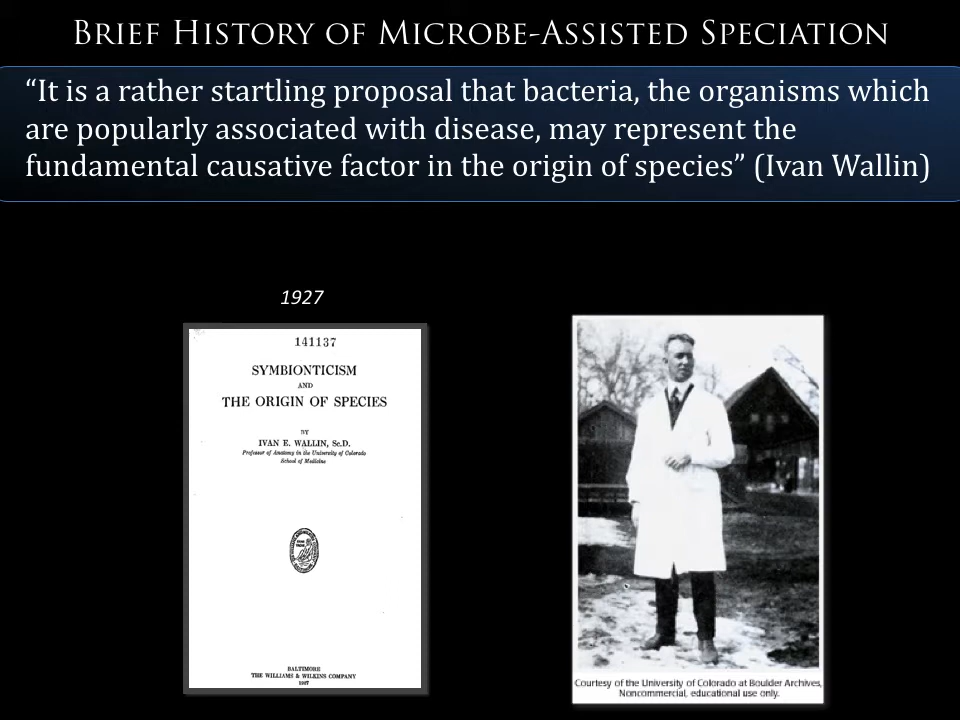 BRIEF HISTORY OF MICROBE-ASSISTED SPECIATION
“It is a rather startling proposal that bacteria, the organisms which
are popularly associated with disease, may represent the
fundamental causative factor in the origin of species” (Ivan Wallin)
1927
141137
SYMBIONTICISM
AND
THE ORIGIN OF SPECIES
BY
IVAN E. WALLIN, Sc.D.
Professor of Anatomy in the University of Colorado
School of Medicine
BALTIMORE
THE WILLIAMS & WILKINS COMPANY
1927
Courtesy of the University of Colorado at Boulder Archives,
Noncommercial, educational use only.